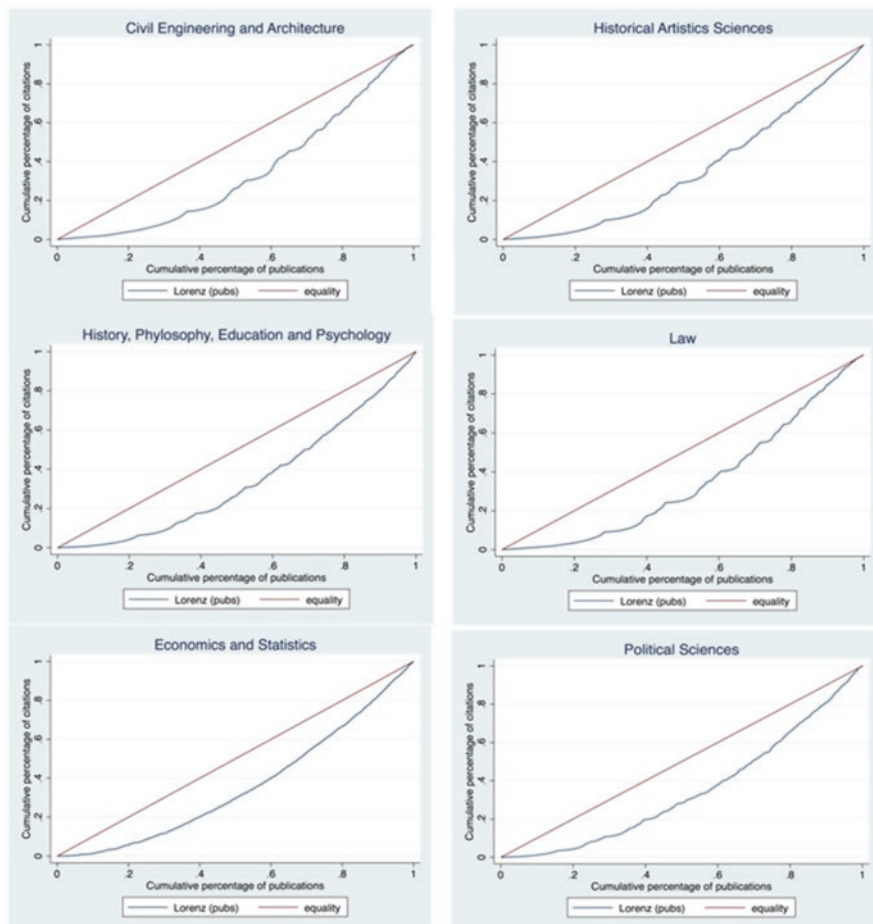 Civil Engineering and Architecture
Cumulative percentage of citations
0 .2 .4 .6 .8 1
0 .2 .4 .6 .8 1
Cumulative percentage of publications
Lorenz (pubs) equality
Historical Artistics Sciences
Cumulative percentage of citations
0 .2 .4 .6 .8 1
0 .2 .4 .6 .8 1
Cumulative percentage of publications
Lorenz (pubs) equality
History, Phylosophy, Education and Psychology
Cumulative percentage of citations
0 .2 .4 .6 .8 1
0 .2 .4 .6 .8 1
Cumulative percentage of publications
Lorenz (pubs) equality
Law
Cumulative percentage of citations
0 .2 .4 .6 .8 1
0 .2 .4 .6 .8 1
Cumulative percentage of publications
Lorenz (pubs) equality
Economics and Statistics
Cumulative percentage of citations
0 .2 .4 .6 .8 1
0 .2 .4 .6 .8 1
Cumulative percentage of publications
Lorenz (pubs) equality
Political Sciences
Cumulative percentage of citations
0 .2 .4 .6 .8 1
0 .2 .4 .6 .8 1
Cumulative percentage of publications
Lorenz (pubs) equality